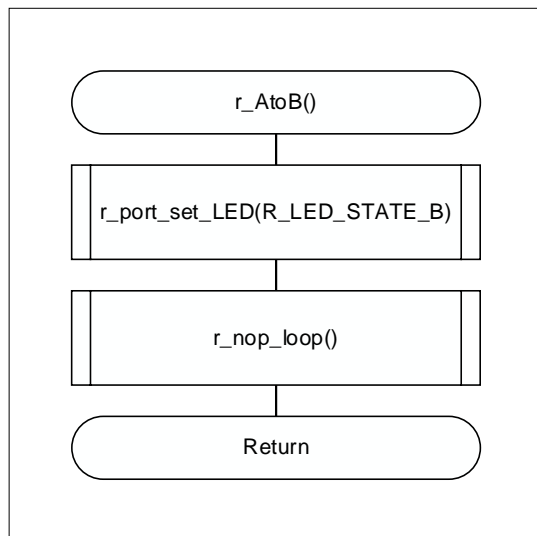 r_AtoB()
r_port_set_LED(R_LED_STATE_B)
r_nop_loop()
Return